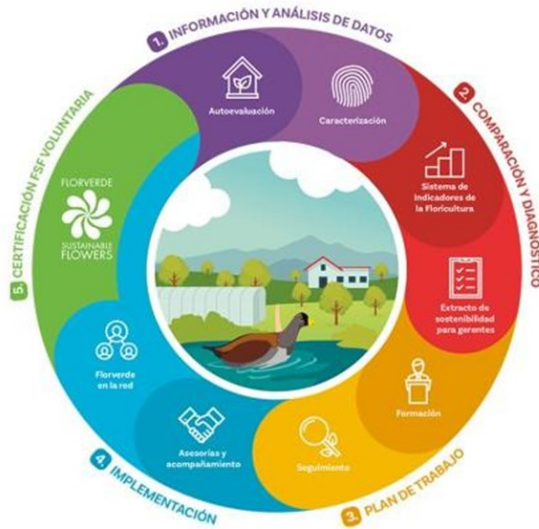 1. INFORMACIÓN Y ANÁLISIS DE DATOS
Autoevaluación
Caracterización
2. COMPARACIÓN Y DIAGNÓSTICO
Sistema de
Indicadores de
la Floricultura
Extracto de
sostenibilidad
para gerentes
3. PLAN DE TRABAJO
Formación
Seguimiento
4. IMPLEMENTACIÓN
Asesorías y
acompañamiento
Florverde
en la red
5. CERTIFICACIÓN FSF VOLUNTARIA
FLORVERDE
SUSTAINABLE
FLOWERS